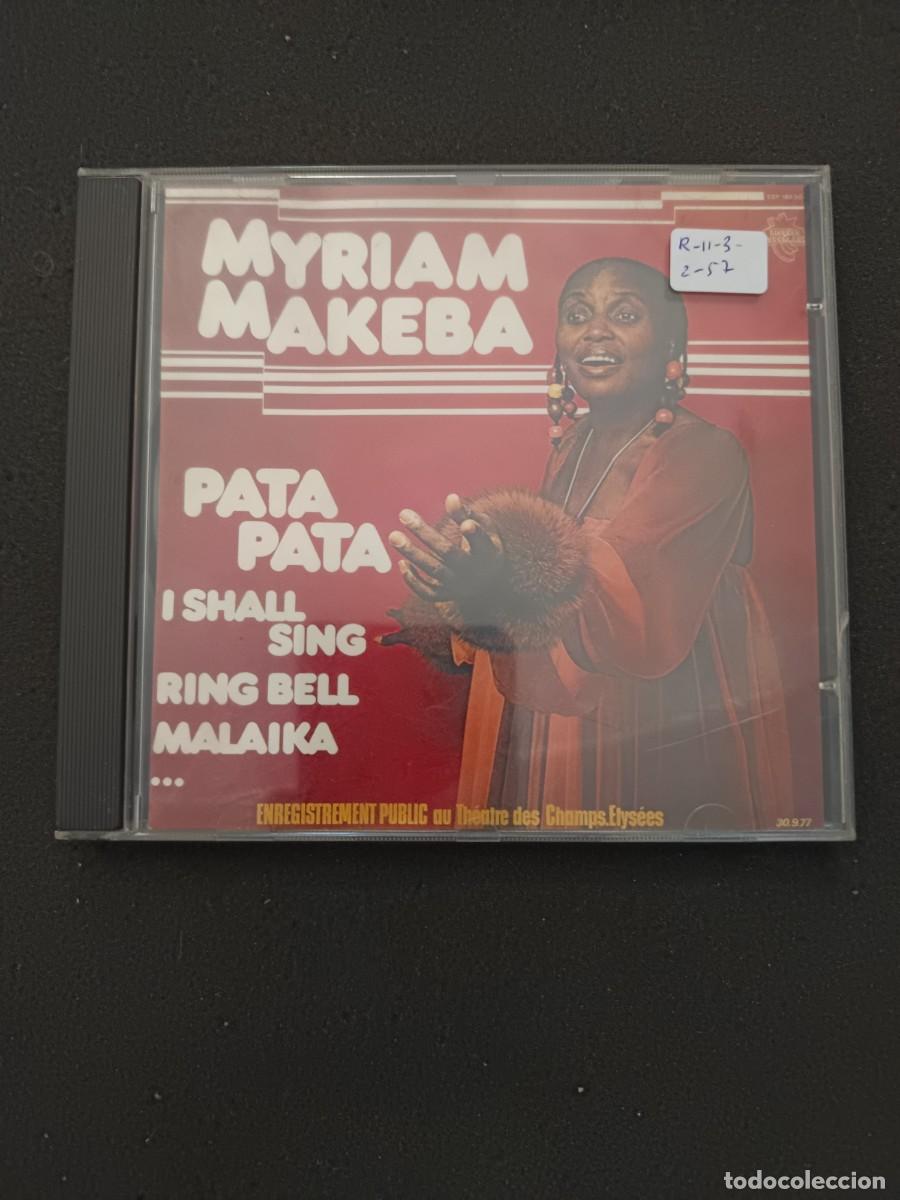 MYRIAM
MAKEBA
R-11-3-
2-57
PATA
PATA
I SHALL
SING
RING BELL
MALAIKA
...
ENREGISTREMENT PUBLIC au Théatre des Champs.Elysées
30.9.77
todocoleccion